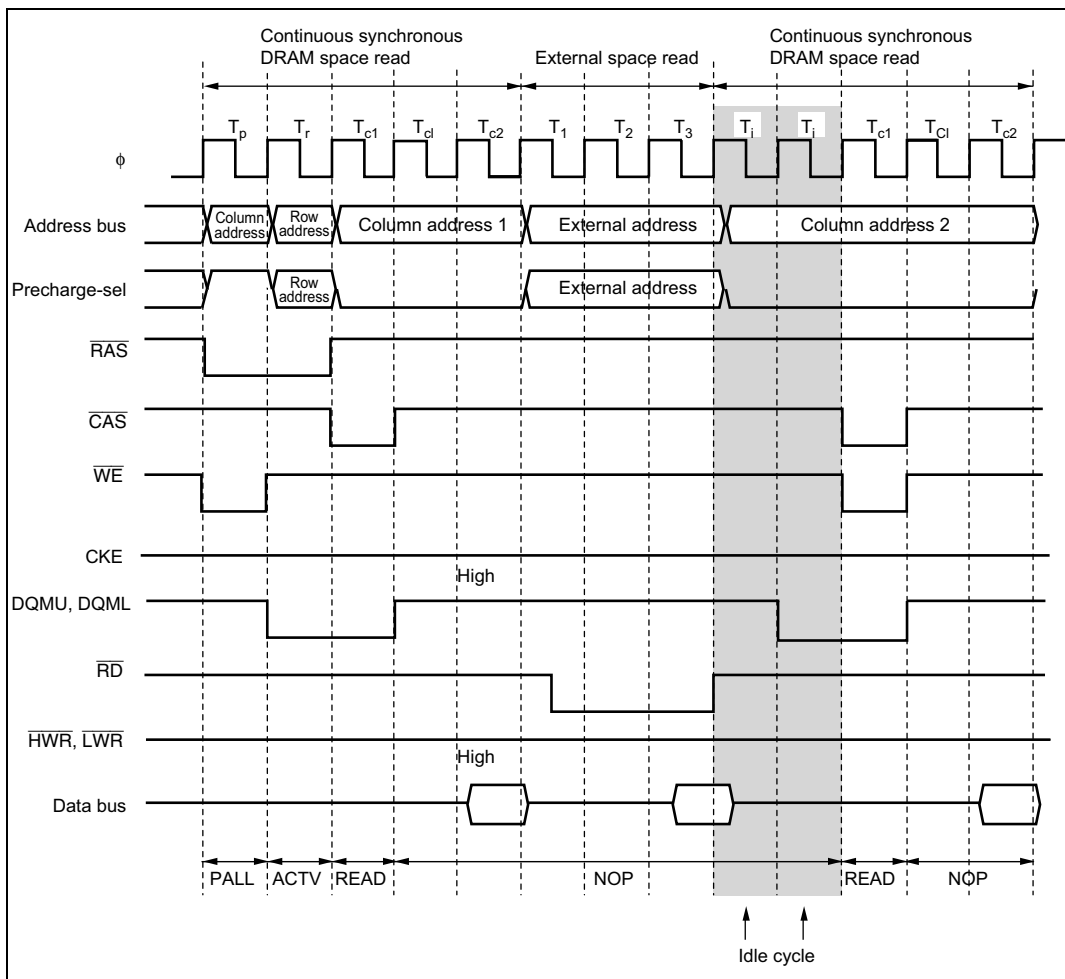 Continuous synchronous
DRAM space read
External space read
Continuous synchronous
DRAM space read
Tp Tr Tc1 Tcl Tc2 T1 T2 T3 Ti Ti Tc1 TCl Tc2
ϕ
Address bus
Column
address
Row
address
Column address 1
External address
Column address 2
Precharge-sel
Row
address
External address
RAS
CAS
WE
CKE
High
DQMU, DQML
RD
HWR, LWR
High
Data bus
PALL ACTV READ NOP READ NOP
Idle cycle